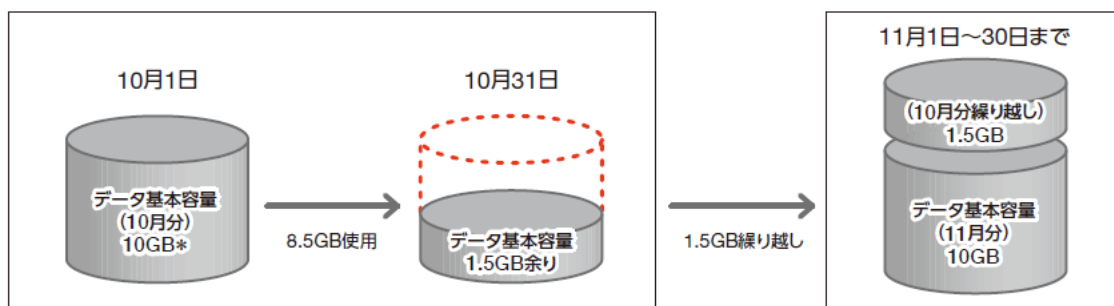 10月1日
データ基本容量
(10月分)
10GB*
8.5GB使用
10月31日
データ基本容量
1.5GB余り
1.5GB繰り越し
11月1日〜30日まで
(10月分繰り越し)
1.5GB
データ基本容量
(11月分)
10GB